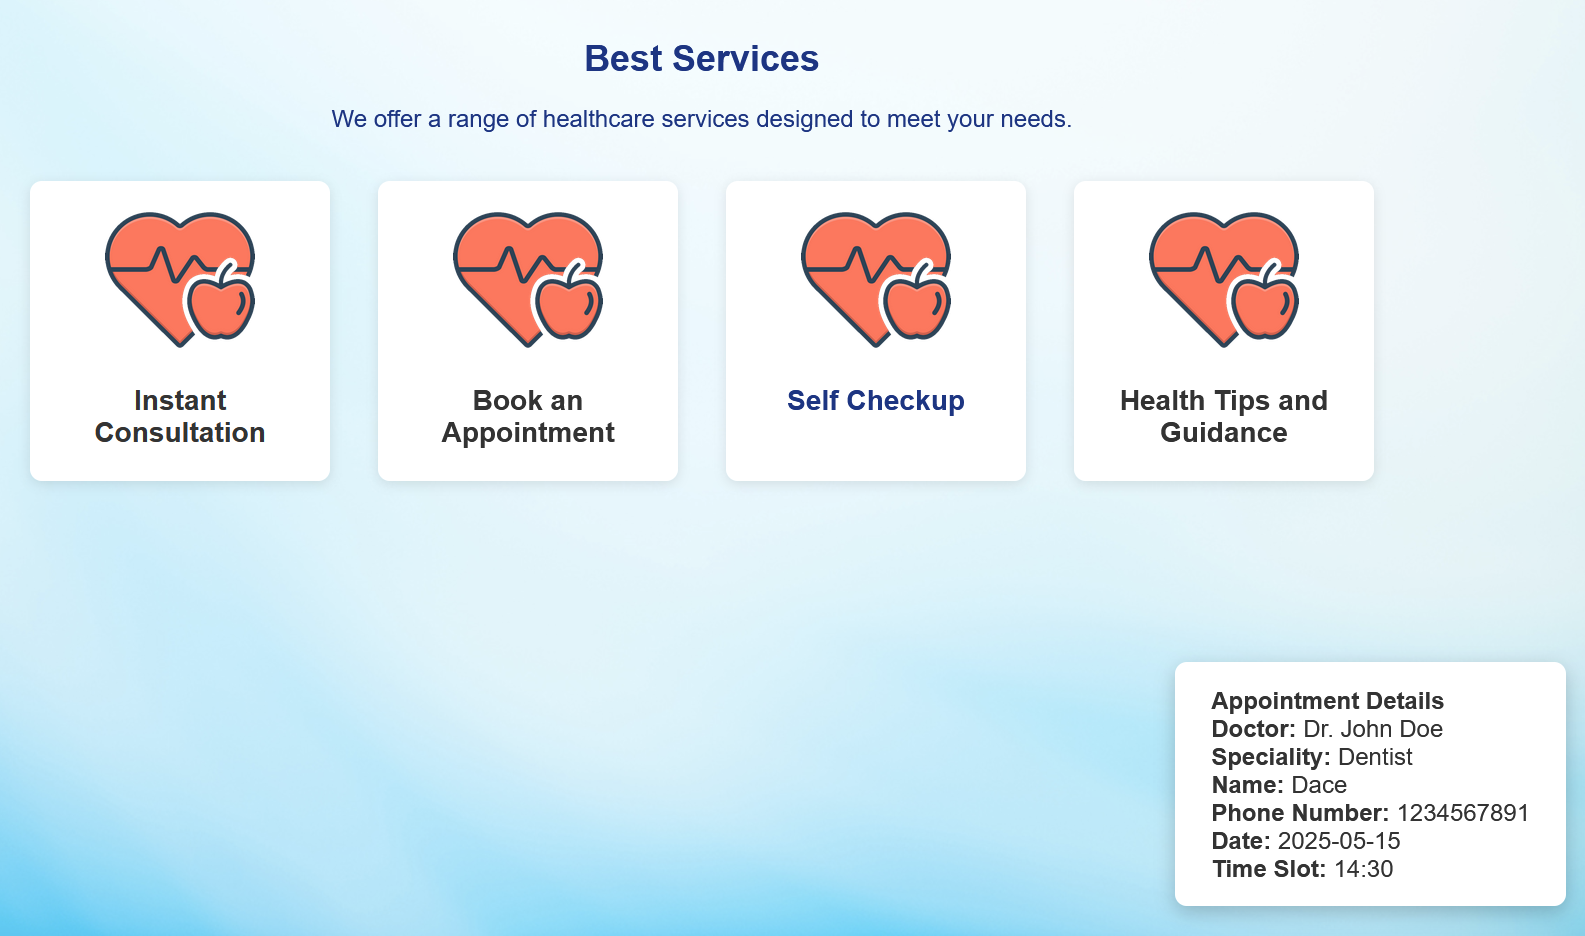 Best Services
We offer a range of healthcare services designed to meet your needs.
Instant
Consultation
Book an
Appointment
Self Checkup
Health Tips and
Guidance
Appointment Details
Doctor: Dr. John Doe
Speciality: Dentist
Name: Dace
Phone Number: 1234567891
Date: 2025-05-15
Time Slot: 14:30